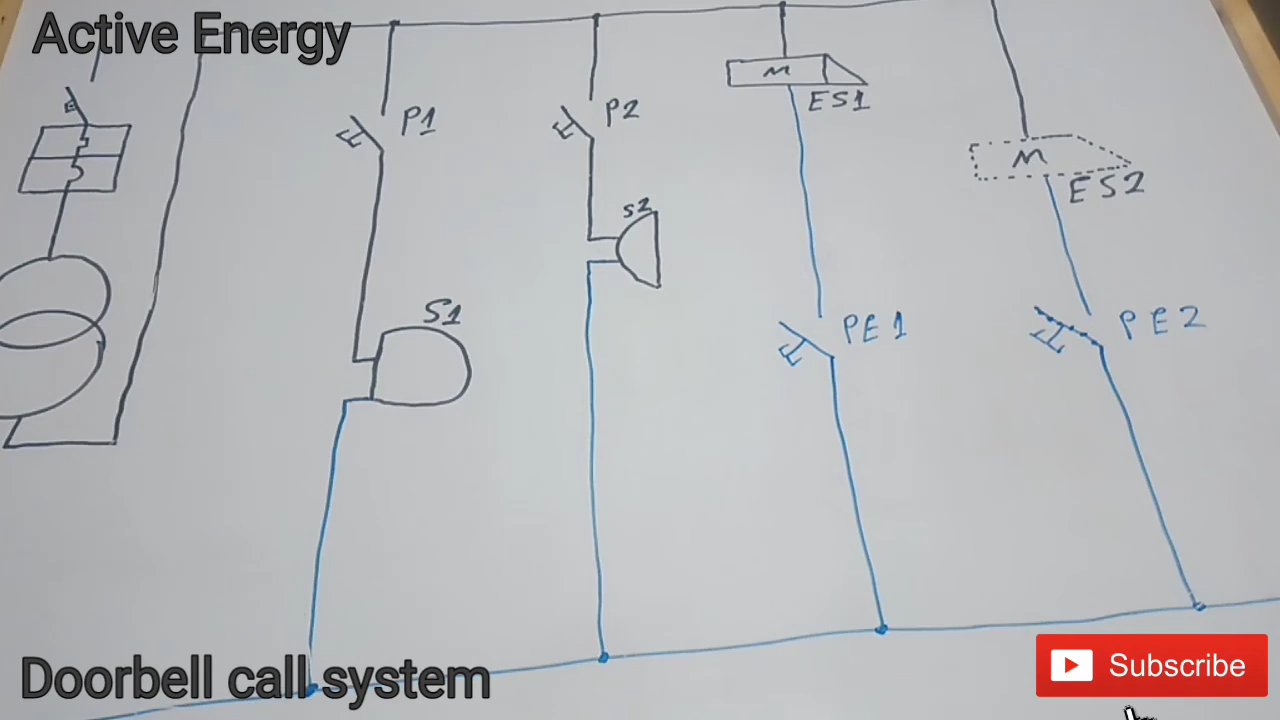 Active Energy
P1
P2
M
ES1
M
ES2
S2
S1
PE1
PE2
Doorbell call system
Subscribe